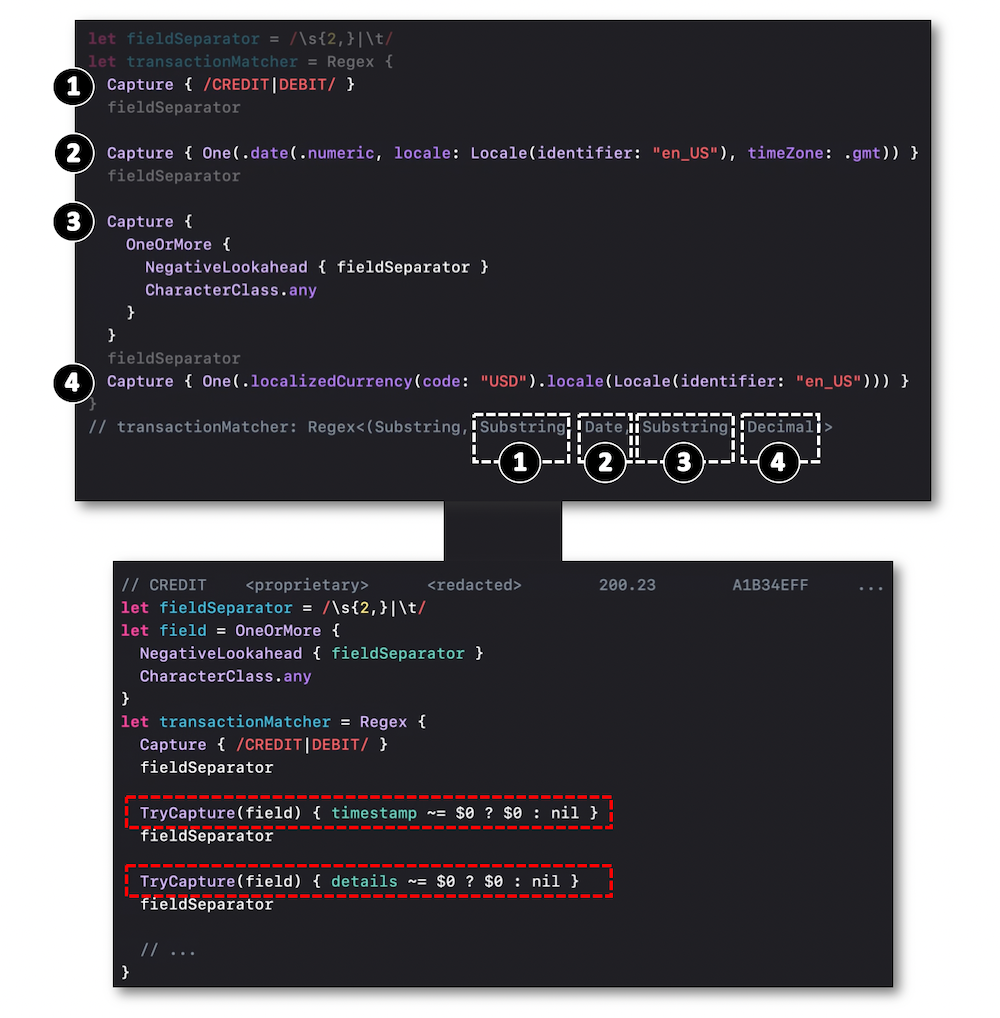 let fieldSeparator = /\s{2,}|\t/
let transactionMatcher = Regex {
1 Capture { /CREDIT|DEBIT/ }
fieldSeparator
2 Capture { One(.date(.numeric, locale: Locale(identifier: "en_US"), timeZone: .gmt)) }
fieldSeparator
3 Capture {
OneOrMore {
NegativeLookahead { fieldSeparator }
CharacterClass.any
}
}
fieldSeparator
4 Capture { One(.localizedCurrency(code: "USD").locale(Locale(identifier: "en_US"))) }
}
// transactionMatcher: Regex<(Substring, Substring, Date, Substring, Decimal)>
1 2 3 4
// CREDIT    <proprietary>      <redacted>        200.23        A1B34EFF     ...
let fieldSeparator = /\s{2,}|\t/
let field = OneOrMore {
NegativeLookahead { fieldSeparator }
CharacterClass.any
}
let transactionMatcher = Regex {
Capture { /CREDIT|DEBIT/ }
fieldSeparator
TryCapture(field) { timestamp ~= $0 ? $0 : nil }
fieldSeparator
TryCapture(field) { details ~= $0 ? $0 : nil }
fieldSeparator
// ...
}